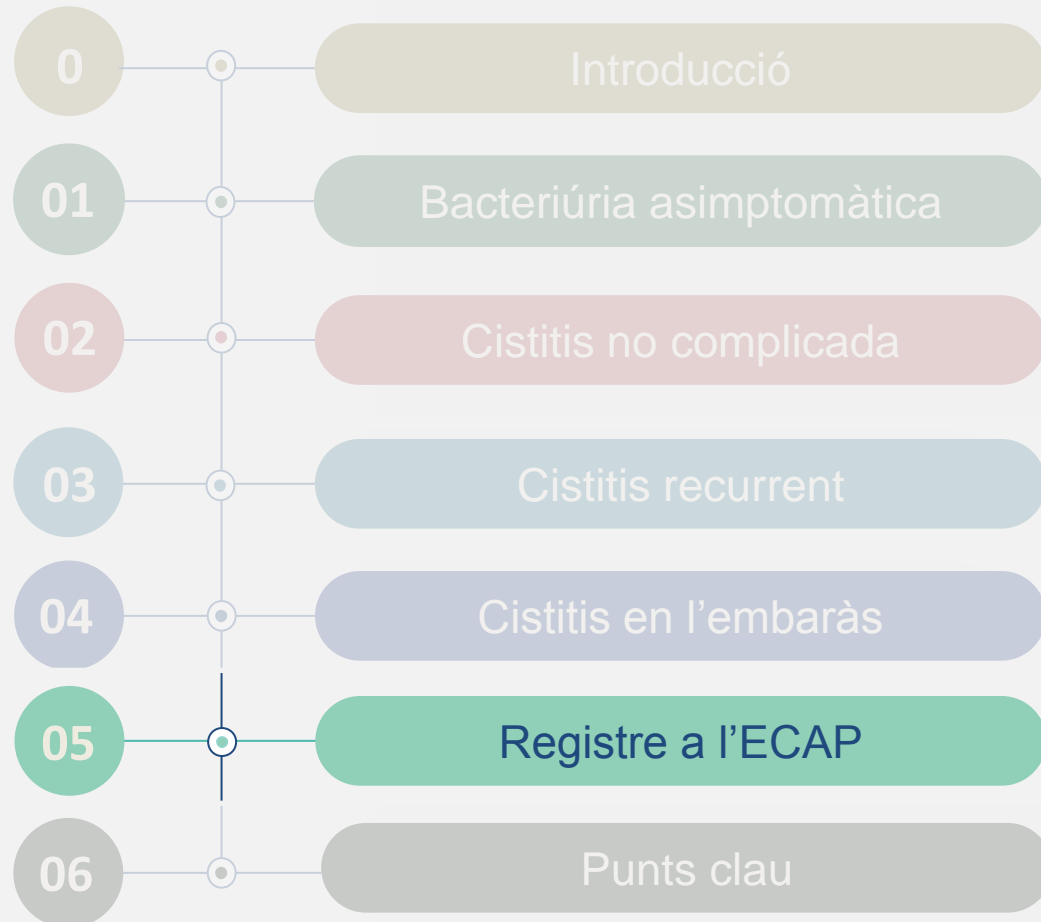 0 Introducció
01 Bacteriúria asimptomàtica
02 Cistitis no complicada
03 Cistitis recurrent
04 Cistitis en l’embaràs
05 Registre a l’ECAP
06 Punts clau